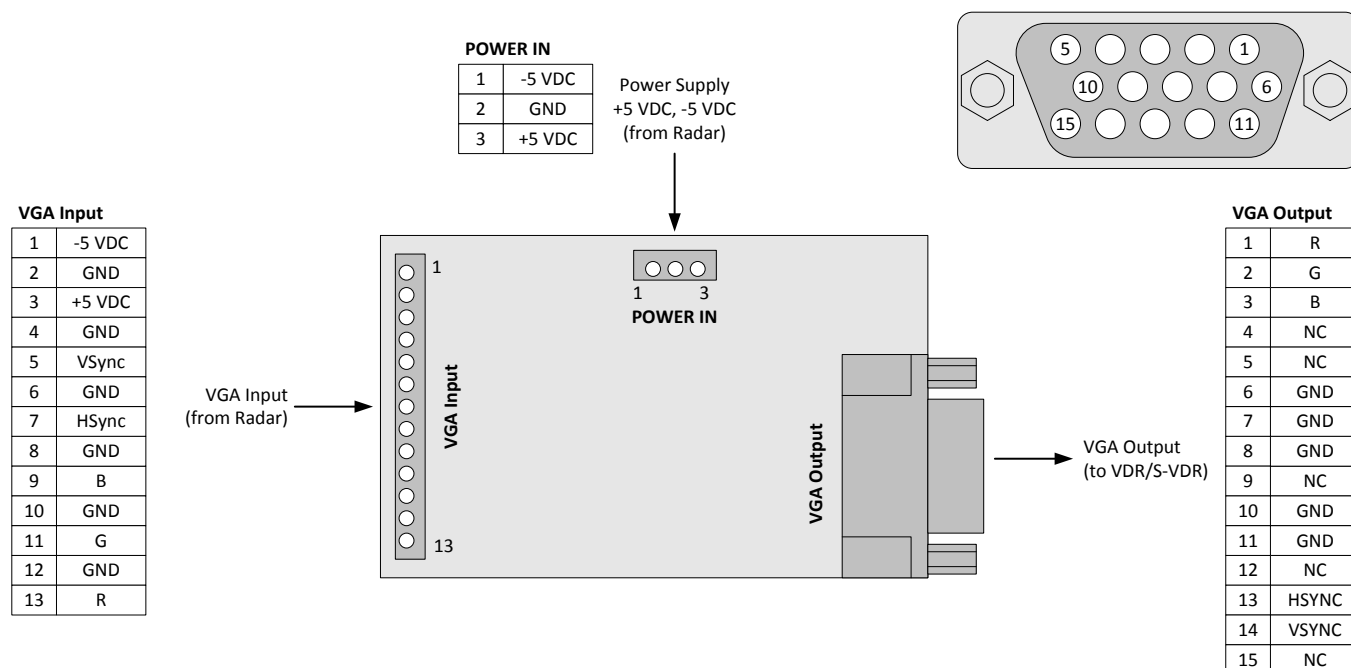 POWER IN
1 -5 VDC
2 GND
3 +5 VDC
Power Supply
+5 VDC, -5 VDC
(from Radar)
5 1
10 6
15 11
VGA Input
1 -5 VDC
2 GND
3 +5 VDC
4 GND
5 VSync
6 GND
7 HSync
8 GND
9 B
10 GND
11 G
12 GND
13 R
VGA Input
(from Radar)
1
13
VGA Input
1 3
POWER IN
VGA Output
VGA Output
(to VDR/S-VDR)
VGA Output
1 R
2 G
3 B
4 NC
5 NC
6 GND
7 GND
8 GND
9 NC
10 GND
11 GND
12 NC
13 HSYNC
14 VSYNC
15 NC